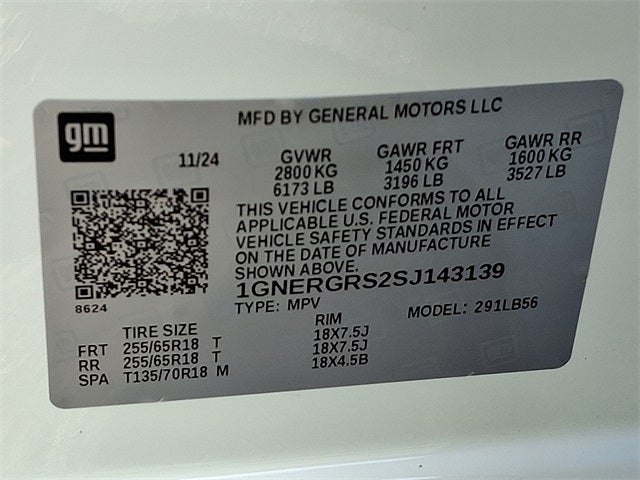 gm
MFD BY GENERAL MOTORS LLC
11/24
GVWR GAWR FRT GAWR RR
2800 KG 1450 KG 1600 KG
6173 LB 3196 LB 3527 LB
THIS VEHICLE CONFORMS TO ALL
APPLICABLE U.S. FEDERAL MOTOR
VEHICLE SAFETY STANDARDS IN EFFECT
ON THE DATE OF MANUFACTURE
SHOWN ABOVE.
1GNERGRS2SJ143139
8624
TYPE: MPV MODEL: 291LB56
TIRE SIZE RIM
FRT 255/65R18 T 18X7.5J
RR 255/65R18 T 18X7.5J
SPA T135/70R18 M 18X4.5B